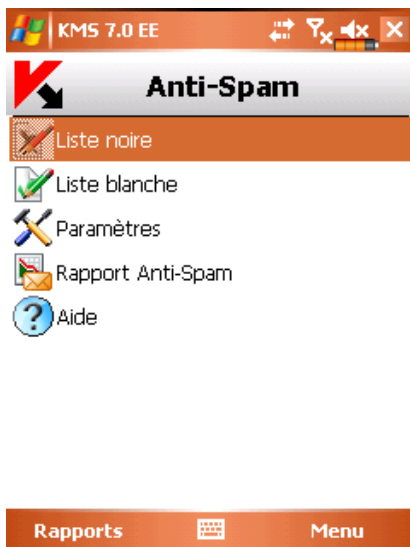 KMS 7.0 EE
Anti-Spam
Liste noire
Liste blanche
Paramètres
Rapport Anti-Spam
? Aide
Rapports Menu